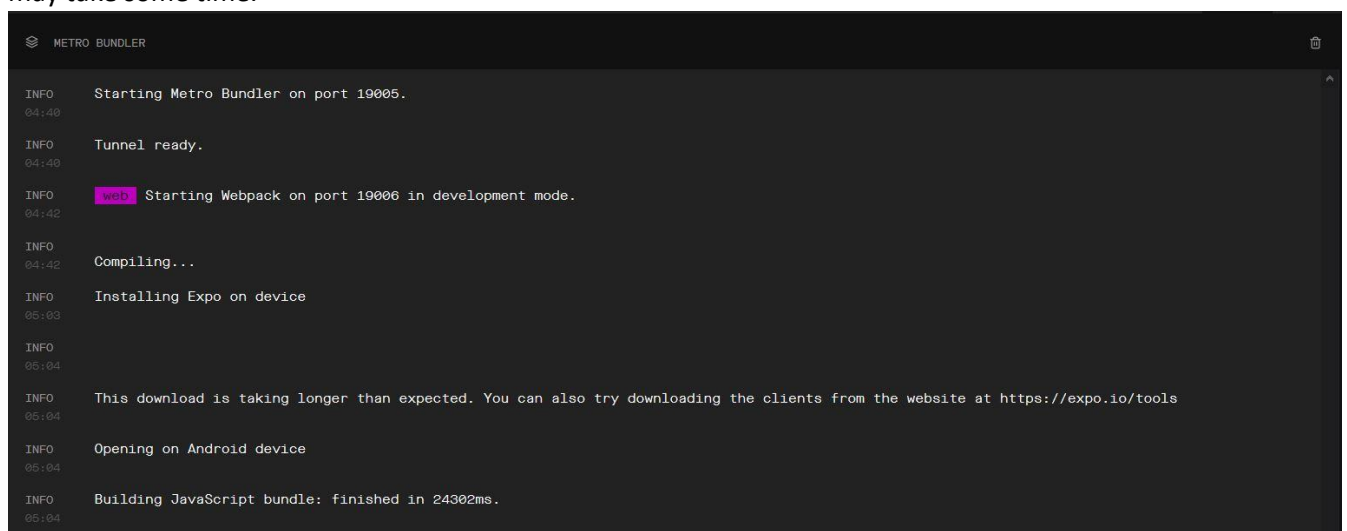 may take some time.
METRO BUNDLER
INFO Starting Metro Bundler on port 19005.
04:40
INFO Tunnel ready.
04:40
INFO web Starting Webpack on port 19006 in development mode.
04:42
INFO
04:42 Compiling...
INFO Installing Expo on device
05:03
INFO
05:04
INFO This download is taking longer than expected. You can also try downloading the clients from the website at https://expo.io/tools
05:04
INFO Opening on Android device
05:04
INFO Building JavaScript bundle: finished in 24302ms.
05:04